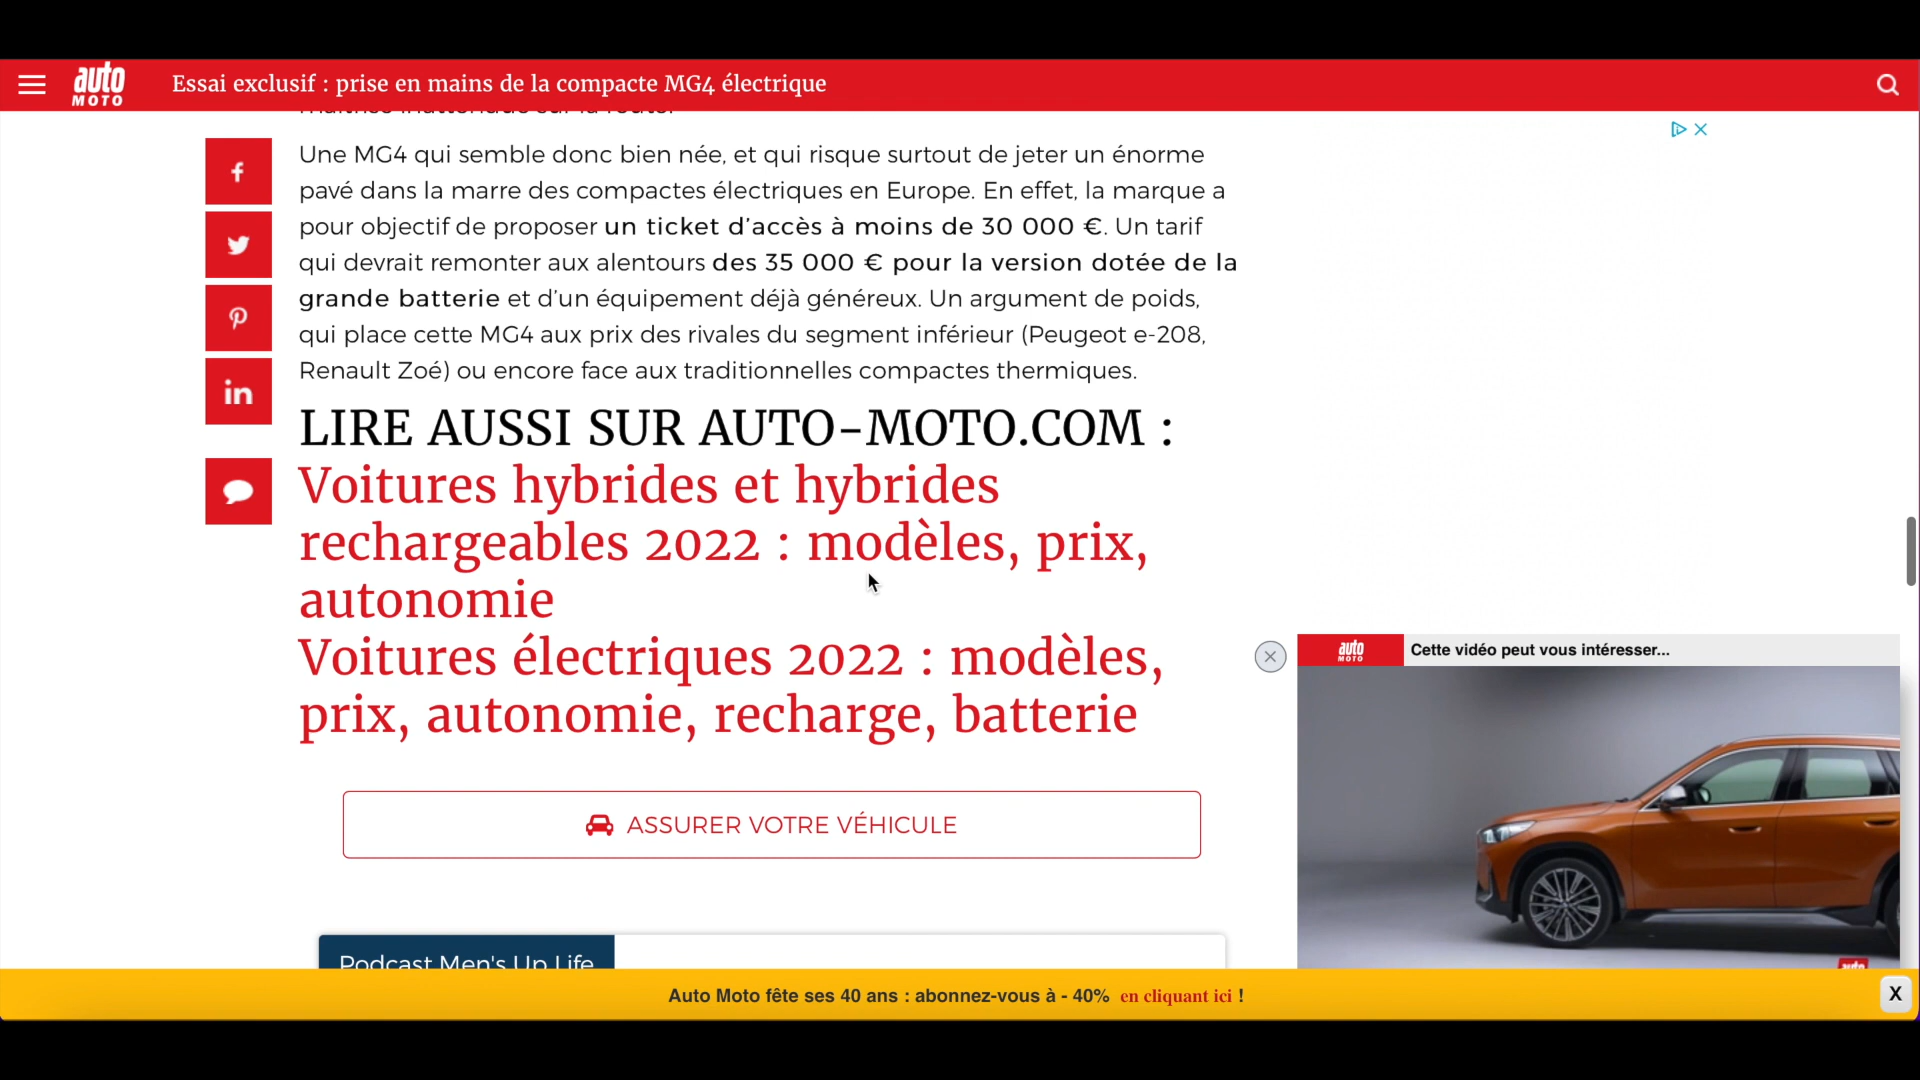 auto
MOTO
Essai exclusif : prise en mains de la compacte MG4 électrique
Une MG4 qui semble donc bien née, et qui risque surtout de jeter un énorme
pavé dans la marre des compactes électriques en Europe. En effet, la marque a
pour objectif de proposer un ticket d’accès à moins de 30 000 €. Un tarif
qui devrait remonter aux alentours des 35 000 € pour la version dotée de la
grande batterie et d’un équipement déjà généreux. Un argument de poids,
qui place cette MG4 aux prix des rivales du segment inférieur (Peugeot e-208,
Renault Zoé) ou encore face aux traditionnelles compactes thermiques.
LIRE AUSSI SUR AUTO-MOTO.COM :
Voitures hybrides et hybrides
rechargeables 2022 : modèles, prix,
autonomie
Voitures électriques 2022 : modèles,
prix, autonomie, recharge, batterie
ASSURER VOTRE VÉHICULE
Podcast Men's Up Life
auto
MOTO
Cette vidéo peut vous intéresser...
Auto Moto fête ses 40 ans : abonnez-vous à - 40% en cliquant ici !
X